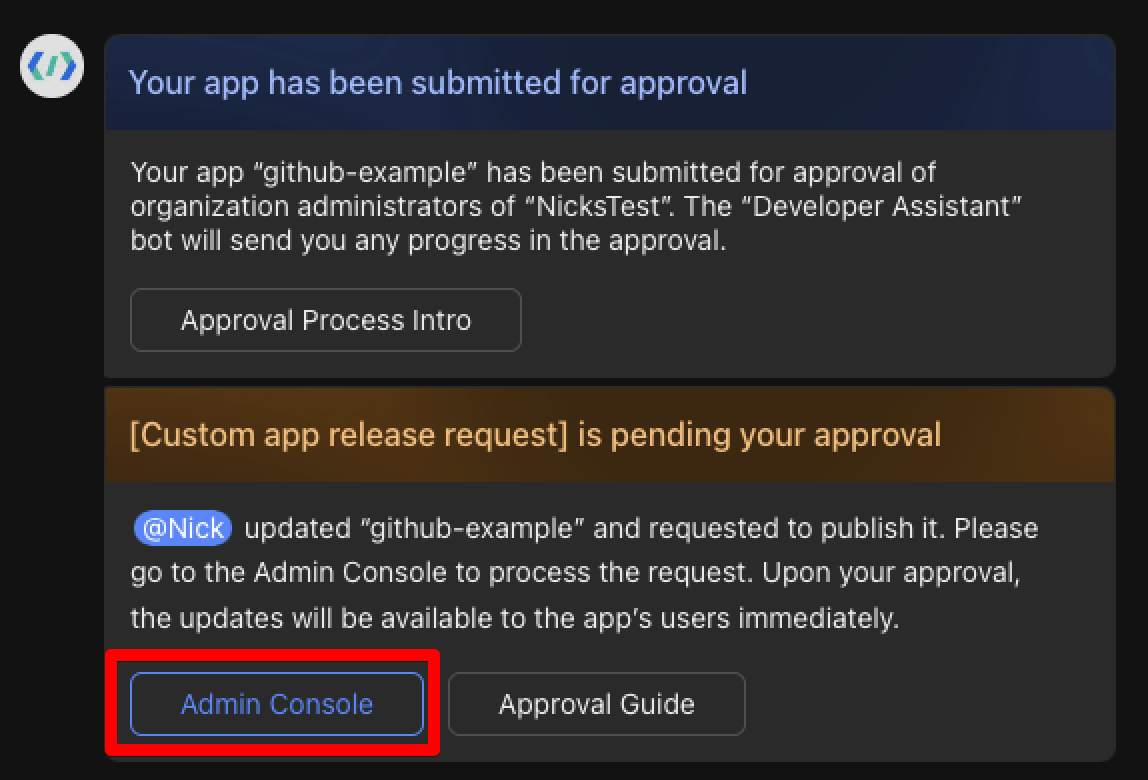 Your app has been submitted for approval
Your app “github-example” has been submitted for approval of
organization administrators of “NicksTest”. The “Developer Assistant”
bot will send you any progress in the approval.
Approval Process Intro
[Custom app release request] is pending your approval
@Nick updated “github-example” and requested to publish it. Please
go to the Admin Console to process the request. Upon your approval,
the updates will be available to the app’s users immediately.
Admin Console
Approval Guide